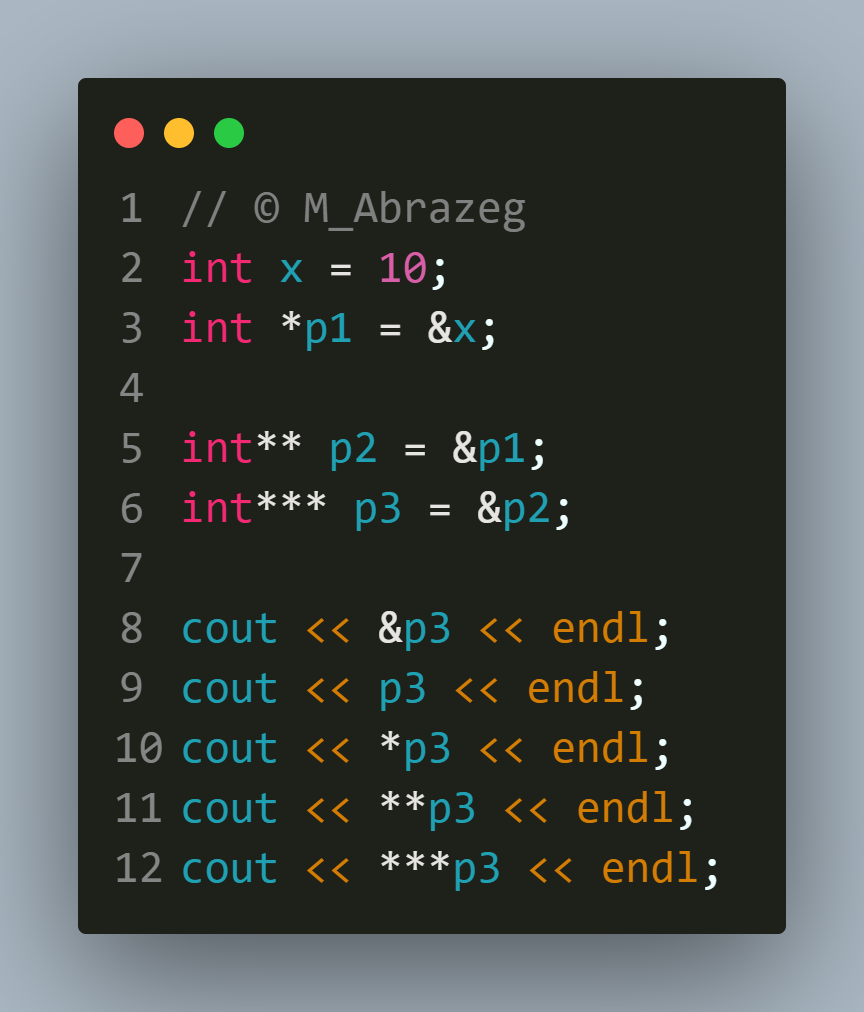 1 // © M_Abrazeg
2 int x = 10;
3 int *p1 = &x;
4
5 int** p2 = &p1;
6 int*** p3 = &p2;
7
8 cout << &p3 << endl;
9 cout << p3 << endl;
10 cout << *p3 << endl;
11 cout << **p3 << endl;
12 cout << ***p3 << endl;